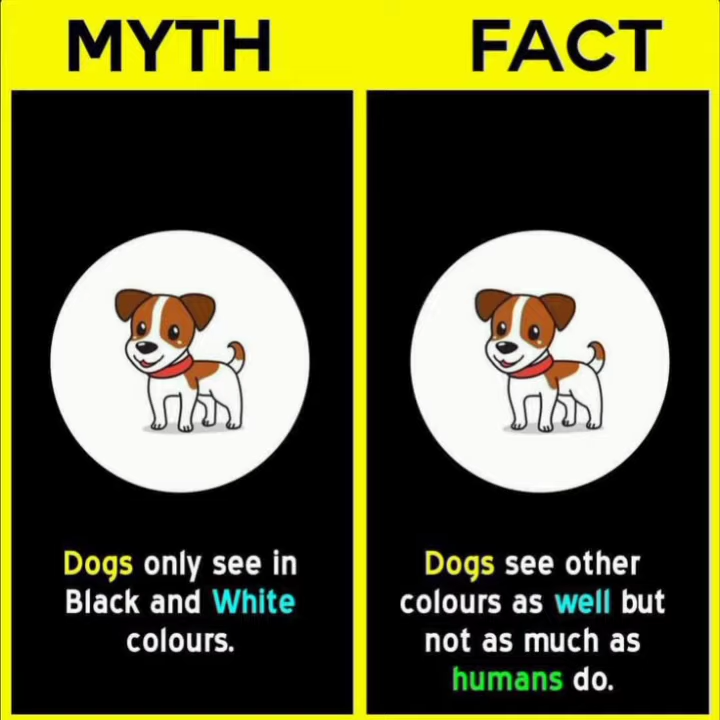 MYTH
FACT
Dogs only see in
Black and White
colours.
Dogs see other
colours as well but
not as much as
humans do.